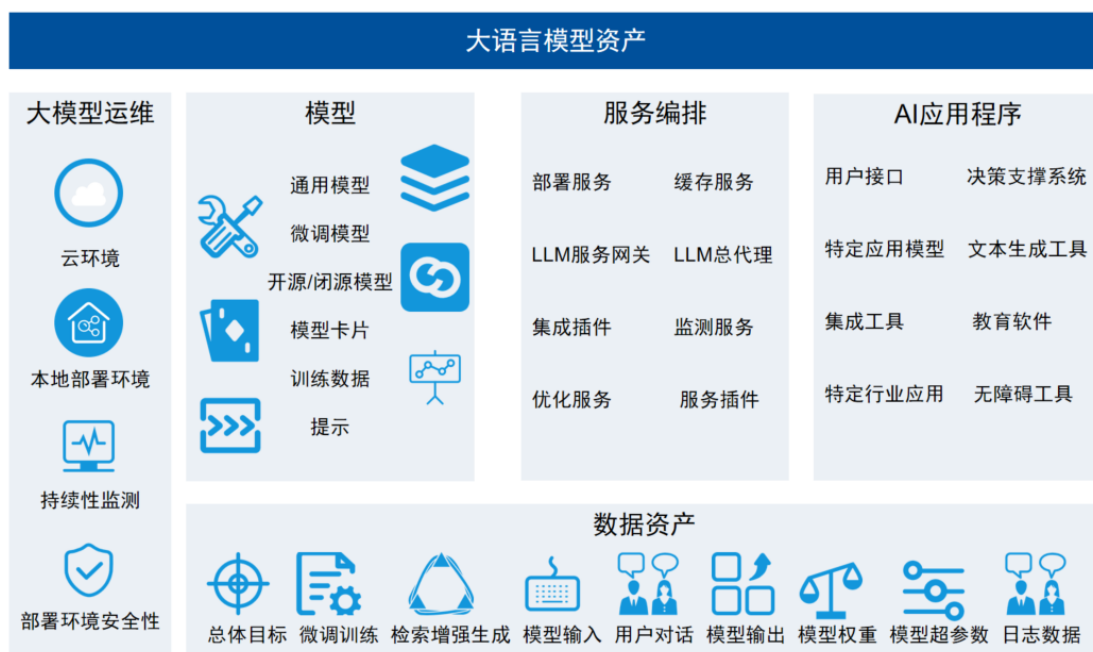 大语言模型资产
大模型运维
云环境
本地部署环境
持续性监测
部署环境安全性
模型
通用模型
微调模型
开源/闭源模型
模型卡片
训练数据
提示
服务编排
部署服务 缓存服务
LLM服务网关 LLM总代理
集成插件 监测服务
优化服务 服务插件
AI应用程序
用户接口 决策支撑系统
特定应用模型 文本生成工具
集成工具 教育软件
特定行业应用 无障碍工具
数据资产
总体目标 微调训练 检索增强生成 模型输入 用户对话 模型输出 模型权重 模型超参数 日志数据